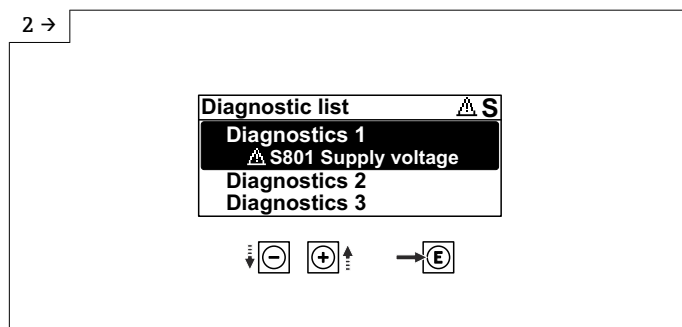 2 →
Diagnostic list ⚠ S
Diagnostics 1
⚠ S801 Supply voltage
Diagnostics 2
Diagnostics 3
− + E